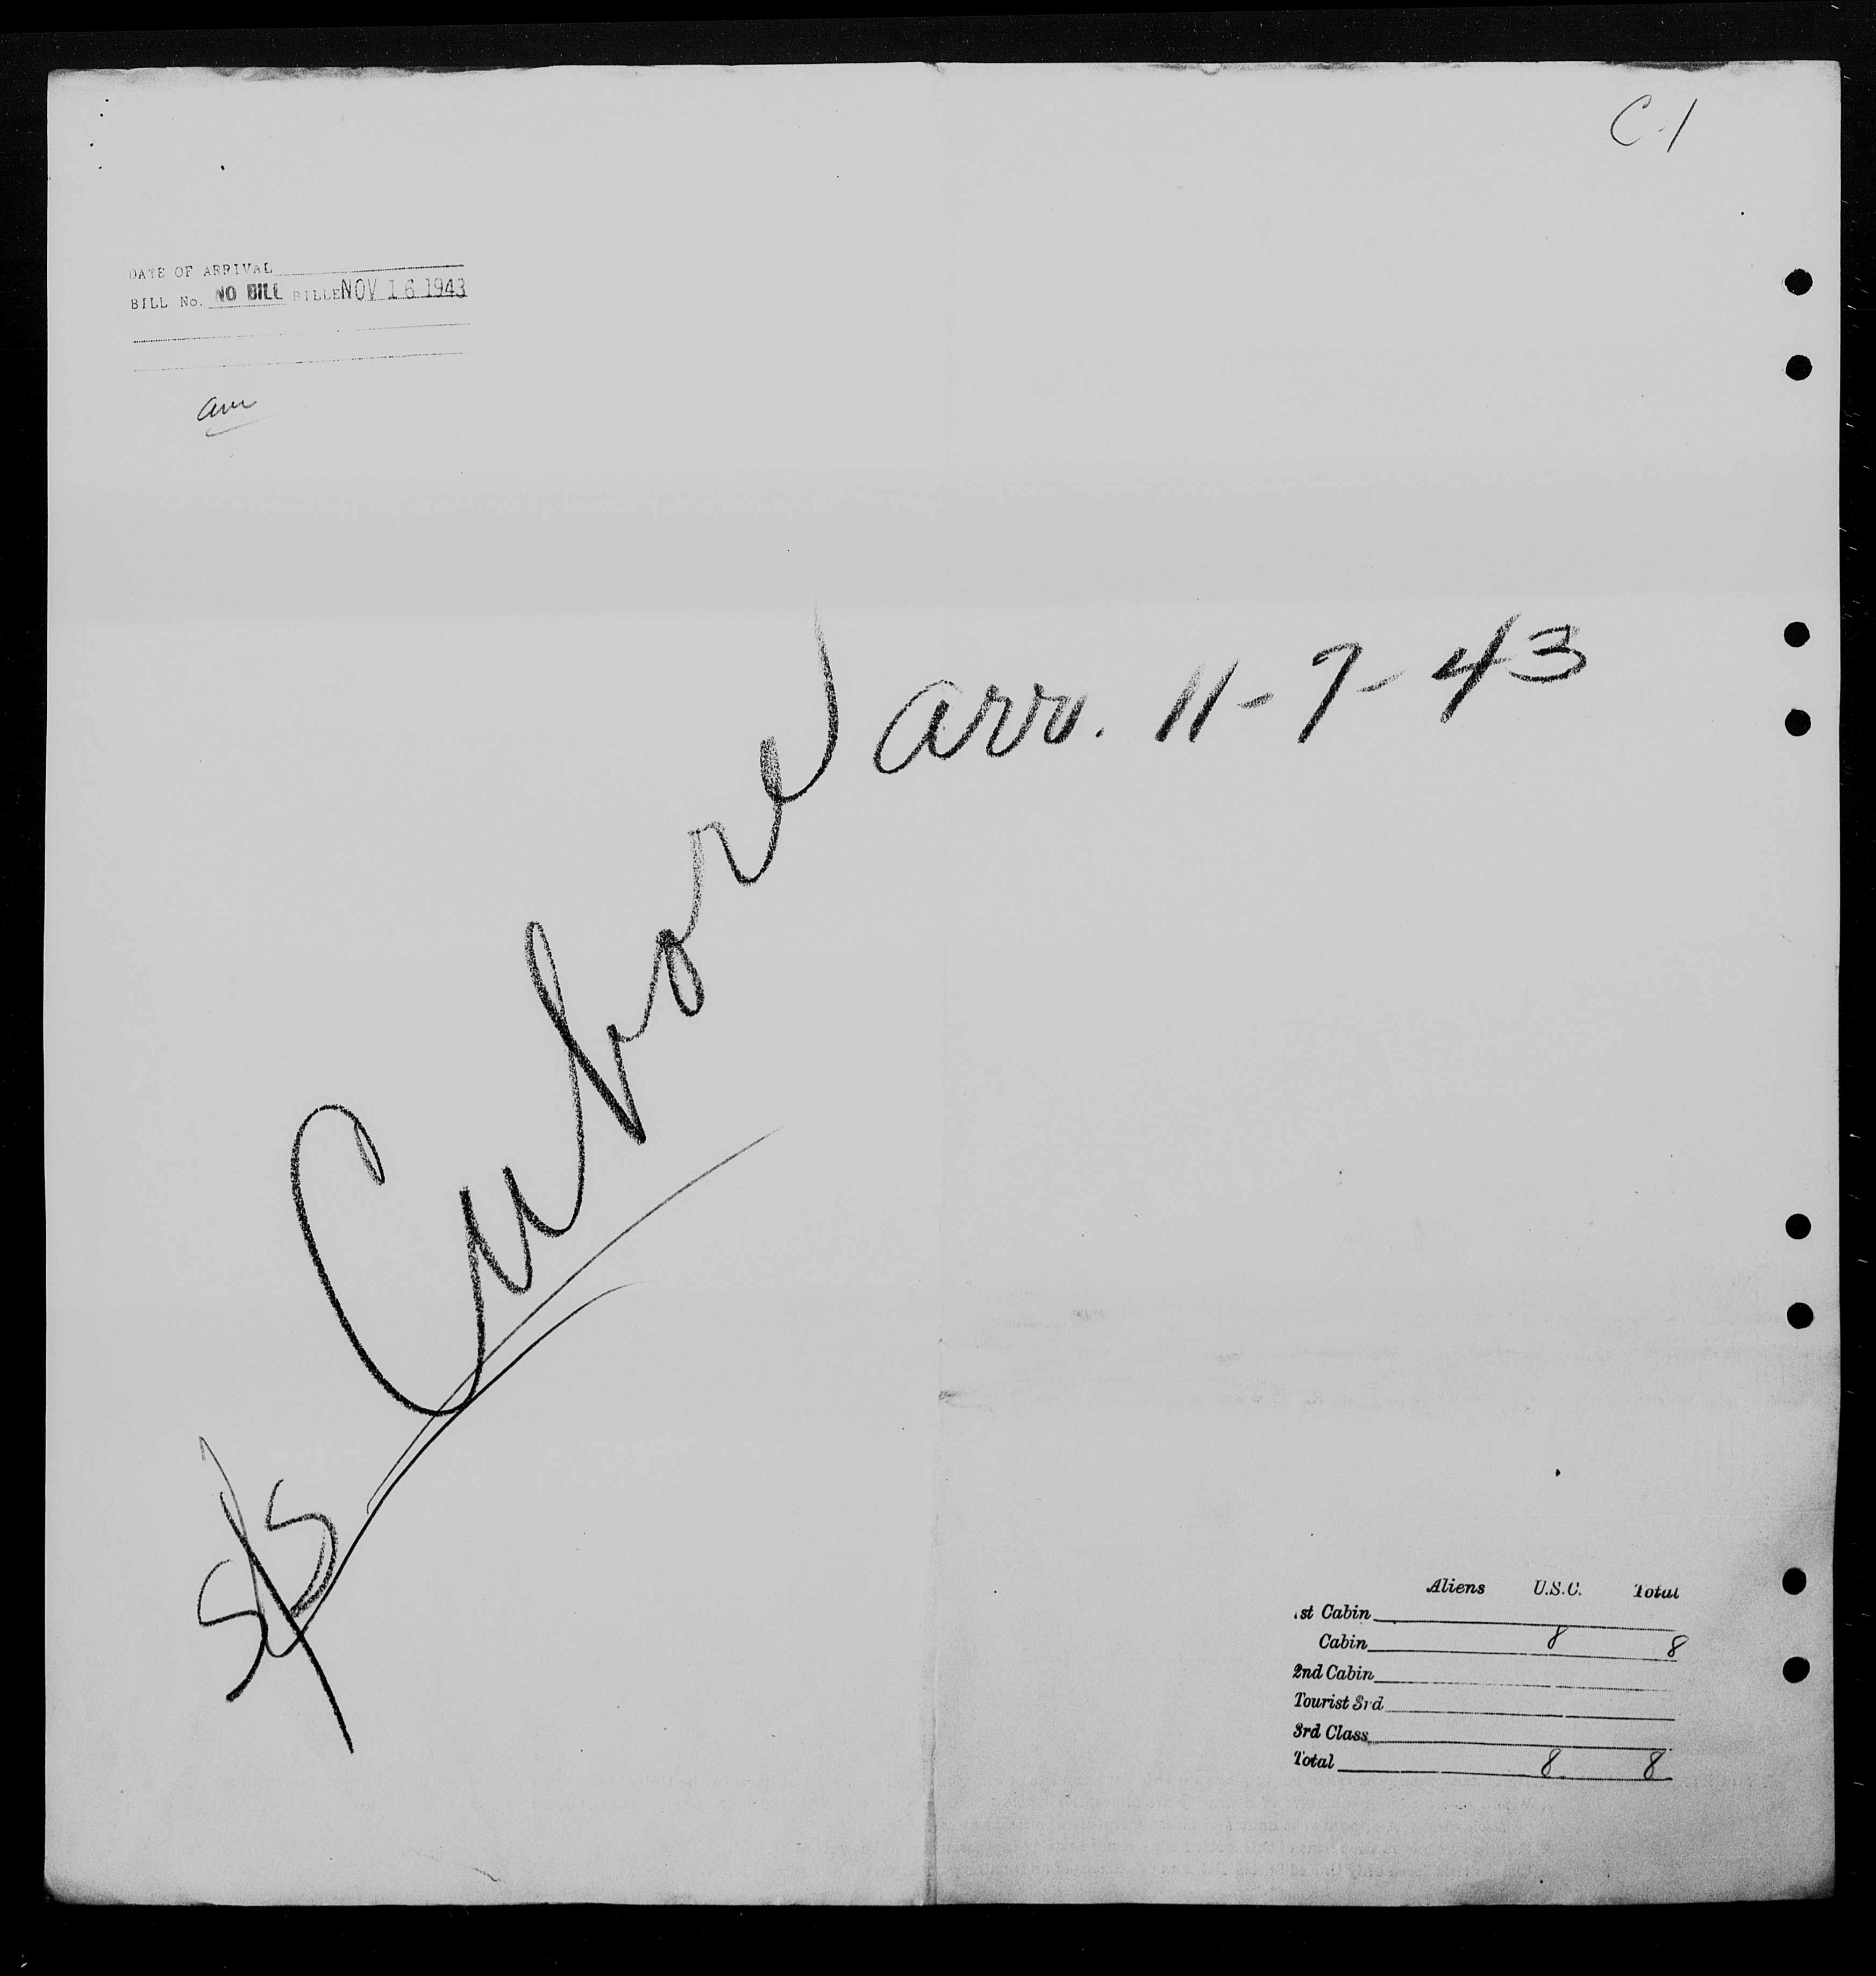 C-1
DATE OF ARRIVAL
BILL No. NO BILL BILLE NOV 16 1943
arr. 11-7-43
S/S Cubore
Aliens U.S.C. Total
1st Cabin
Cabin 8 8
2nd Cabin
Tourist 3rd
3rd Class
Total 8 8